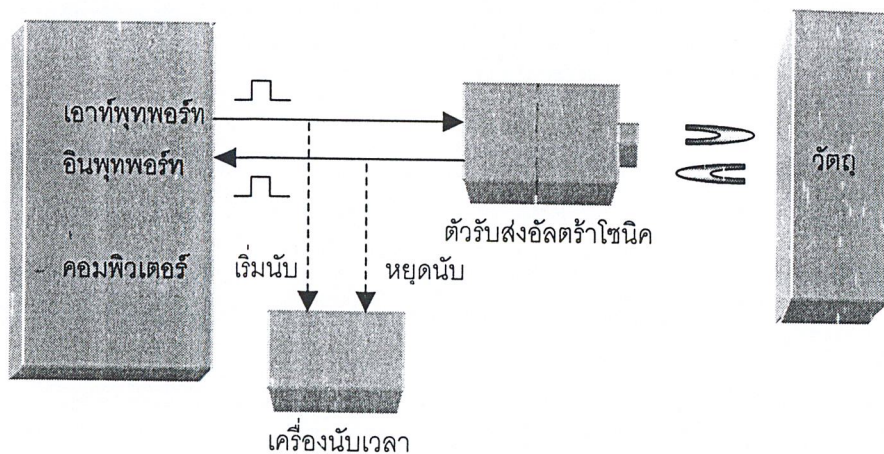 เอาท์พุทพอร์ท
อินพุทพอร์ท
คอมพิวเตอร์
เริ่มนับ
หยุดนับ
ตัวรับส่งอัลตร้าโซนิค
วัตถุ
เครื่องนับเวลา